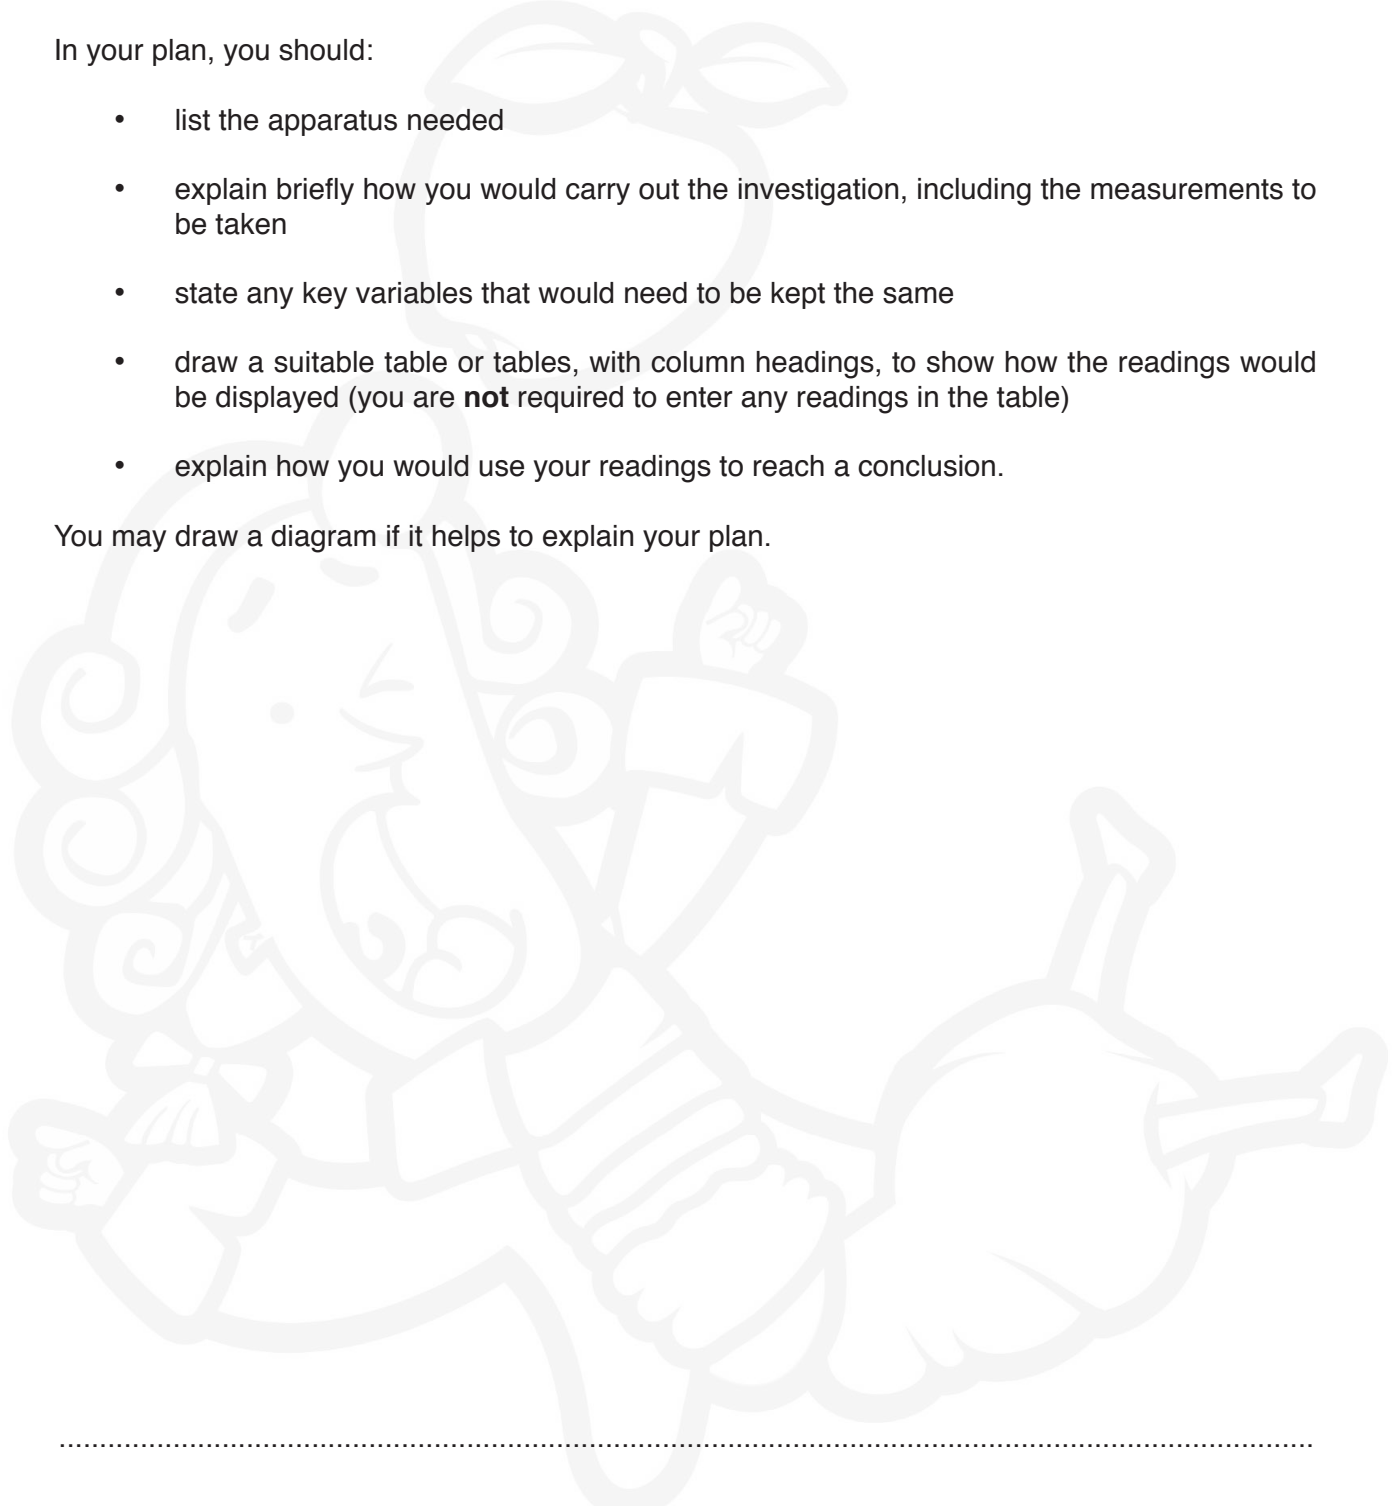 In your plan, you should:
• list the apparatus needed
• explain briefly how you would carry out the investigation, including the measurements to
be taken
• state any key variables that would need to be kept the same
• draw a suitable table or tables, with column headings, to show how the readings would
be displayed (you are not required to enter any readings in the table)
• explain how you would use your readings to reach a conclusion.
You may draw a diagram if it helps to explain your plan.